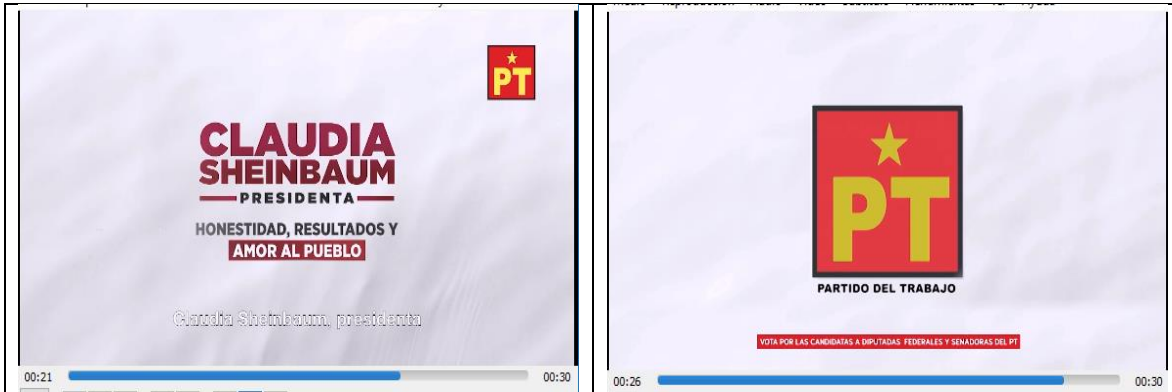 PT
CLAUDIA
SHEINBAUM
PRESIDENTA
HONESTIDAD, RESULTADOS Y
AMOR AL PUEBLO
Claudia Sheinbaum, presidenta
00:21
00:30
PT
PARTIDO DEL TRABAJO
VOTA POR LAS CANDIDATAS A DIPUTADAS FEDERALES Y SENADORAS DEL PT
00:26
00:30